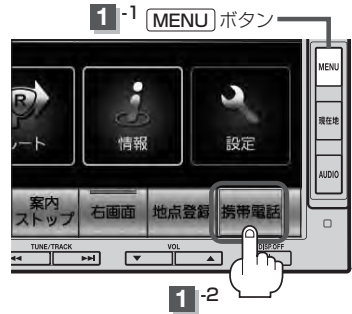 1-1 MENU ボタン
MENU
現在地
AUDIO
R
ルート
情報
設定
案内
ストップ
右画面
地点登録
携帯電話
TUNE/TRACK
VOL
DISP.OFF
1-2